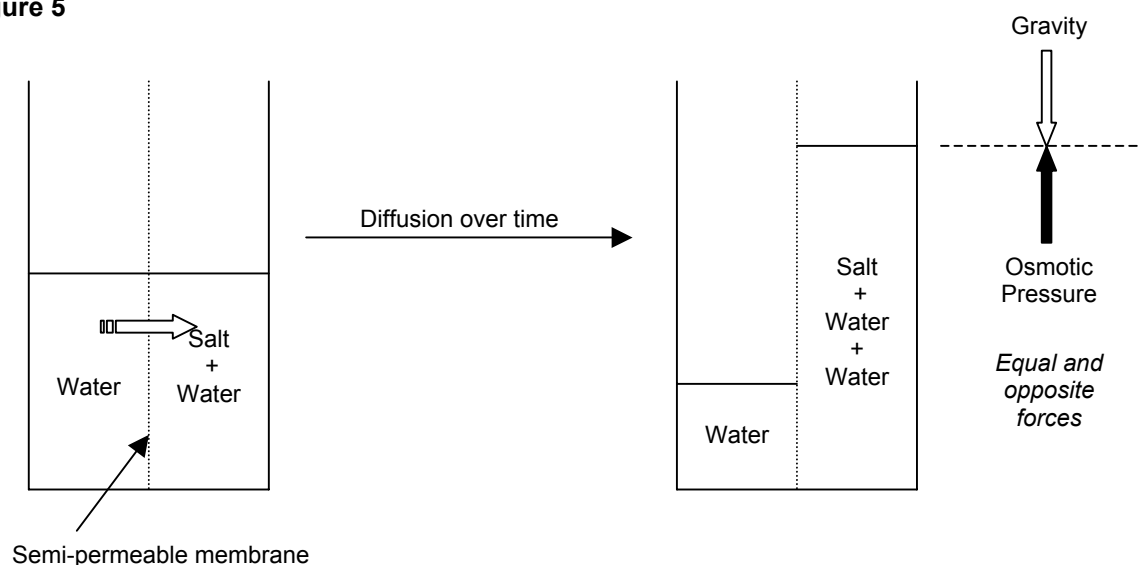 gure 5
Gravity
Diffusion over time
Salt
+
Water
Water
Semi-permeable membrane
Salt
+
Water
+
Water
Water
Osmotic
Pressure
Equal and
opposite
forces